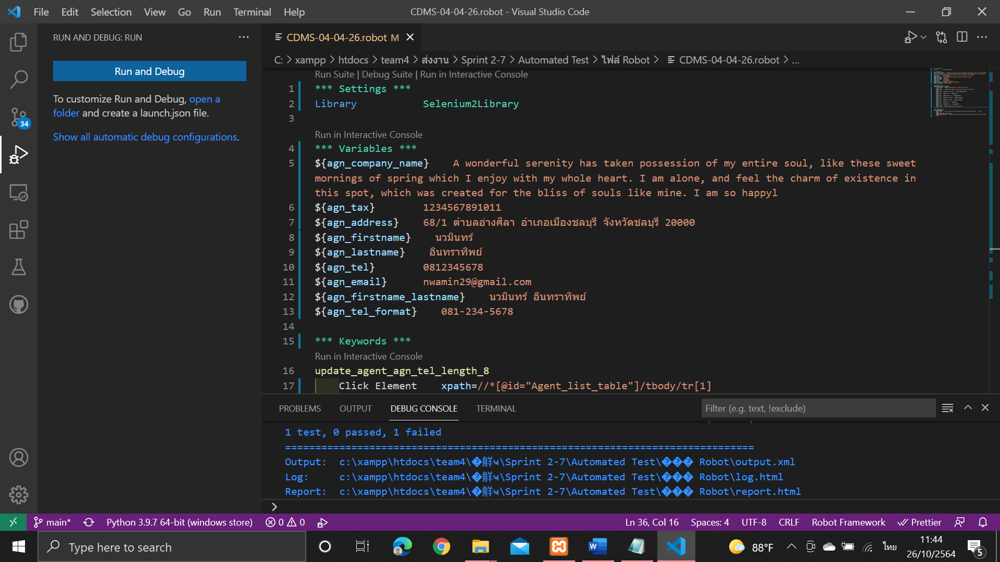 File Edit Selection View Go Run Terminal Help
CDMS-04-04-26.robot - Visual Studio Code
RUN AND DEBUG: RUN
Run and Debug
To customize Run and Debug, open a
folder and create a launch.json file.
Show all automatic debug configurations.
34
CDMS-04-04-26.robot M
C: > xampp > htdocs > team4 > ส่งงาน > Sprint 2-7 > Automated Test > ไฟล์ Robot > CDMS-04-04-26.robot > ...
Run Suite | Debug Suite | Run in Interactive Console
1 *** Settings ***
2 Library Selenium2Library
3
Run in Interactive Console
4 *** Variables ***
5 ${agn_company_name} A wonderful serenity has taken possession of my entire soul, like these sweet
mornings of spring which I enjoy with my whole heart. I am alone, and feel the charm of existence in
this spot, which was created for the bliss of souls like mine. I am so happyl
6 ${agn_tax} 1234567891011
7 ${agn_address} 68/1 ตำบลอ่างศิลา อำเภอเมืองชลบุรี จังหวัดชลบุรี 20000
8 ${agn_firstname} นวมินทร์
9 ${agn_lastname} อินทราทิพย์
10 ${agn_tel} 0812345678
11 ${agn_email} nwamin29@gmail.com
12 ${agn_firstname_lastname} นวมินทร์ อินทราทิพย์
13 ${agn_tel_format} 081-234-5678
14
15 *** Keywords ***
Run in Interactive Console
16 update_agent_agn_tel_length_8
17 Click Element xpath=//*[@id="Agent_list_table"]/tbody/tr[1]
PROBLEMS OUTPUT DEBUG CONSOLE TERMINAL
Filter (e.g. text, !exclude)
1 test, 0 passed, 1 failed
==============================================================================
Output: c:\xampp\htdocs\team4\�觧ҹ\Sprint 2-7\Automated Test\��� Robot\output.xml
Log: c:\xampp\htdocs\team4\�觧ҹ\Sprint 2-7\Automated Test\��� Robot\log.html
Report: c:\xampp\htdocs\team4\�觧ҹ\Sprint 2-7\Automated Test\��� Robot\report.html
main* Python 3.9.7 64-bit (windows store) 0 0 Ln 36, Col 16 Spaces: 4 UTF-8 CRLF Robot Framework Prettier
Type here to search
88°F
ไทย
11:44
26/10/2564
5